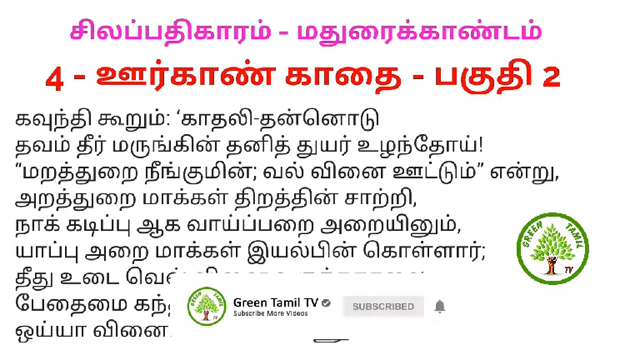 சிலப்பதிகாரம் - மதுரைக்காண்டம்
4 - ஊர்காண் காதை - பகுதி 2
கவுந்தி கூறும்: ‘காதலி-தன்னொடு
தவம் தீர் மருங்கின் தனித் துயர் உழந்தோய்!
“மறத்துறை நீங்குமின்; வல் வினை ஊட்டும்” என்று,
அறத்துறை மாக்கள் திறத்தின் சாற்றி,
நாக் கடிப்பு ஆக வாய்ப்பறை அறையினும்,
யாப்பு அறை மாக்கள் இயல்பின் கொள்ளார்;
தீது உடை
பேதைமை
ஒய்யா வினை
GREEN TAMIL TV
Green Tamil TV
Subscribe More Videos
SUBSCRIBED